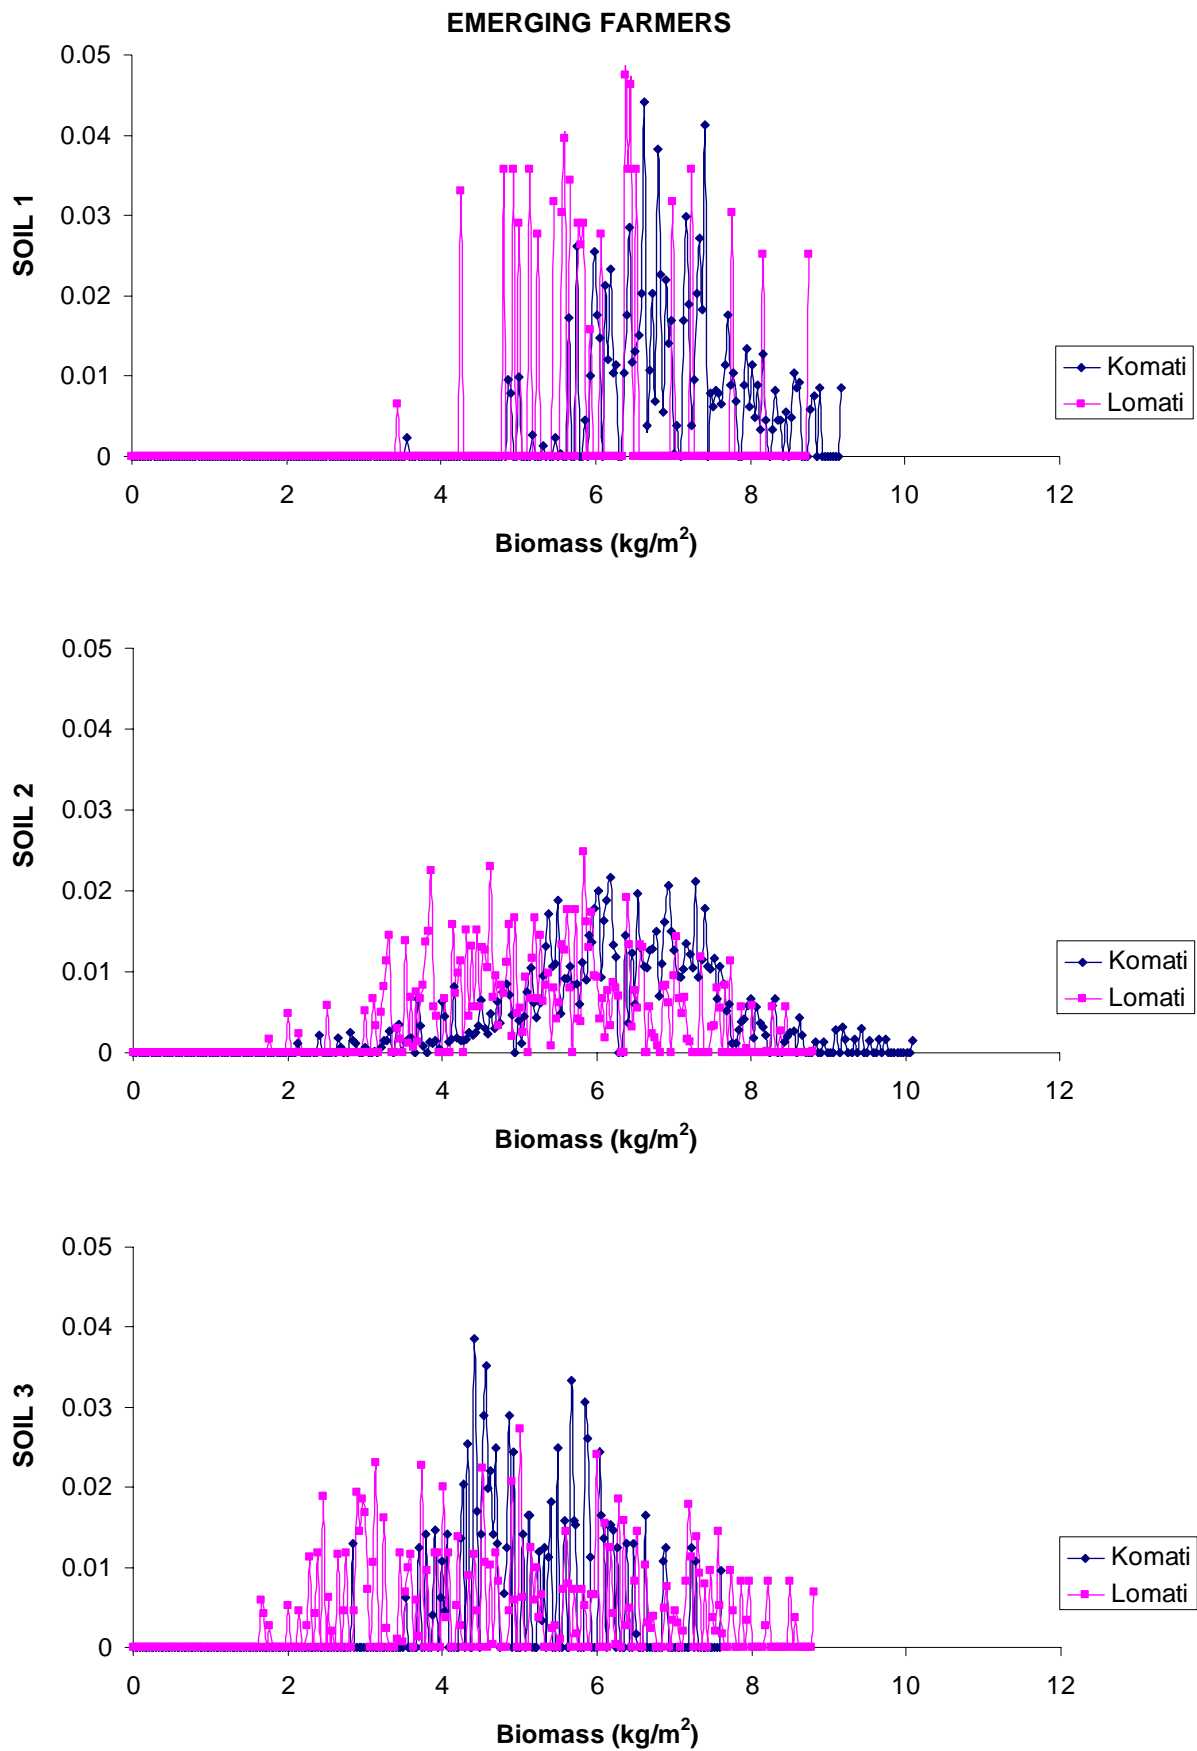 EMERGING FARMERS
0.05
0.04
0.03
0.02
0.01
0
SOIL 1
0 2 4 6 8 10 12
Biomass (kg/m²)
Komati
Lomati
0.05
0.04
0.03
0.02
0.01
0
SOIL 2
0 2 4 6 8 10 12
Biomass (kg/m²)
Komati
Lomati
0.05
0.04
0.03
0.02
0.01
0
SOIL 3
0 2 4 6 8 10 12
Biomass (kg/m²)
Komati
Lomati